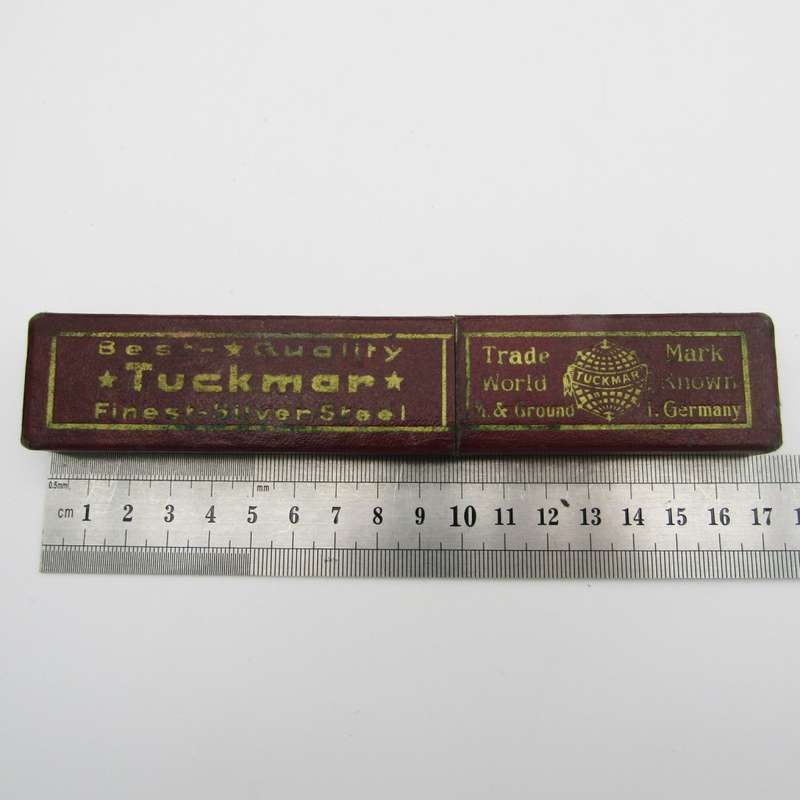 Best-★Quality
★Tuckmar★
Finest-Silver Steel
Trade Mark
TUCKMAR
World Known
M. & Ground i. Germany
0.5mm mm
cm 1 2 3 4 5 6 7 8 9 10 11 12 13 14 15 16 17